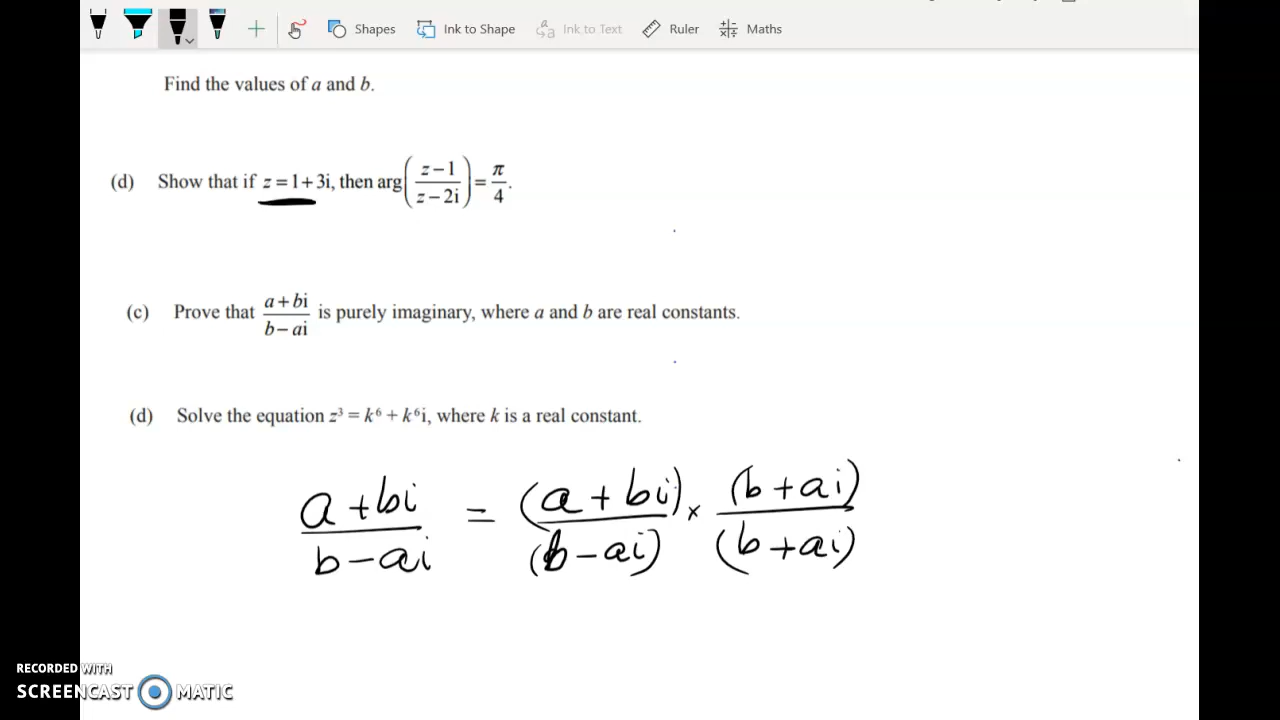 Shapes Ink to Shape Ink to Text Ruler Maths
Find the values of a and b.
(d) Show that if z = 1 + 3i, then arg((z − 1)/(z − 2i)) = π/4.
(c) Prove that (a + bi)/(b − ai) is purely imaginary, where a and b are real constants.
(d) Solve the equation z³ = k⁶ + k⁶i, where k is a real constant.
(a + bi)/(b − ai) = (a + bi)/(b − ai) × (b + ai)/(b + ai)
RECORDED WITH
SCREENCAST MATIC